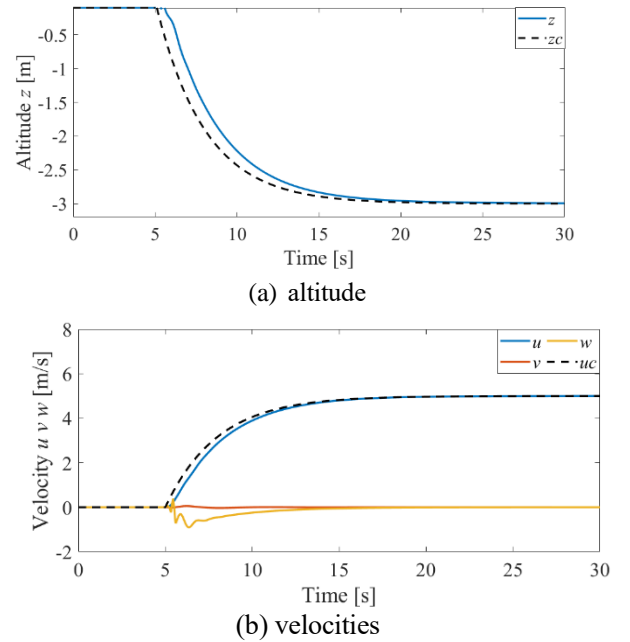 -0.5
-1
-1.5
-2
-2.5
-3
Altitude z [m]
z
zc
0 5 10 15 20 25 30
Time [s]
(a) altitude
8
6
4
2
0
-2
Velocity u v w [m/s]
u w
v uc
0 5 10 15 20 25 30
Time [s]
(b) velocities